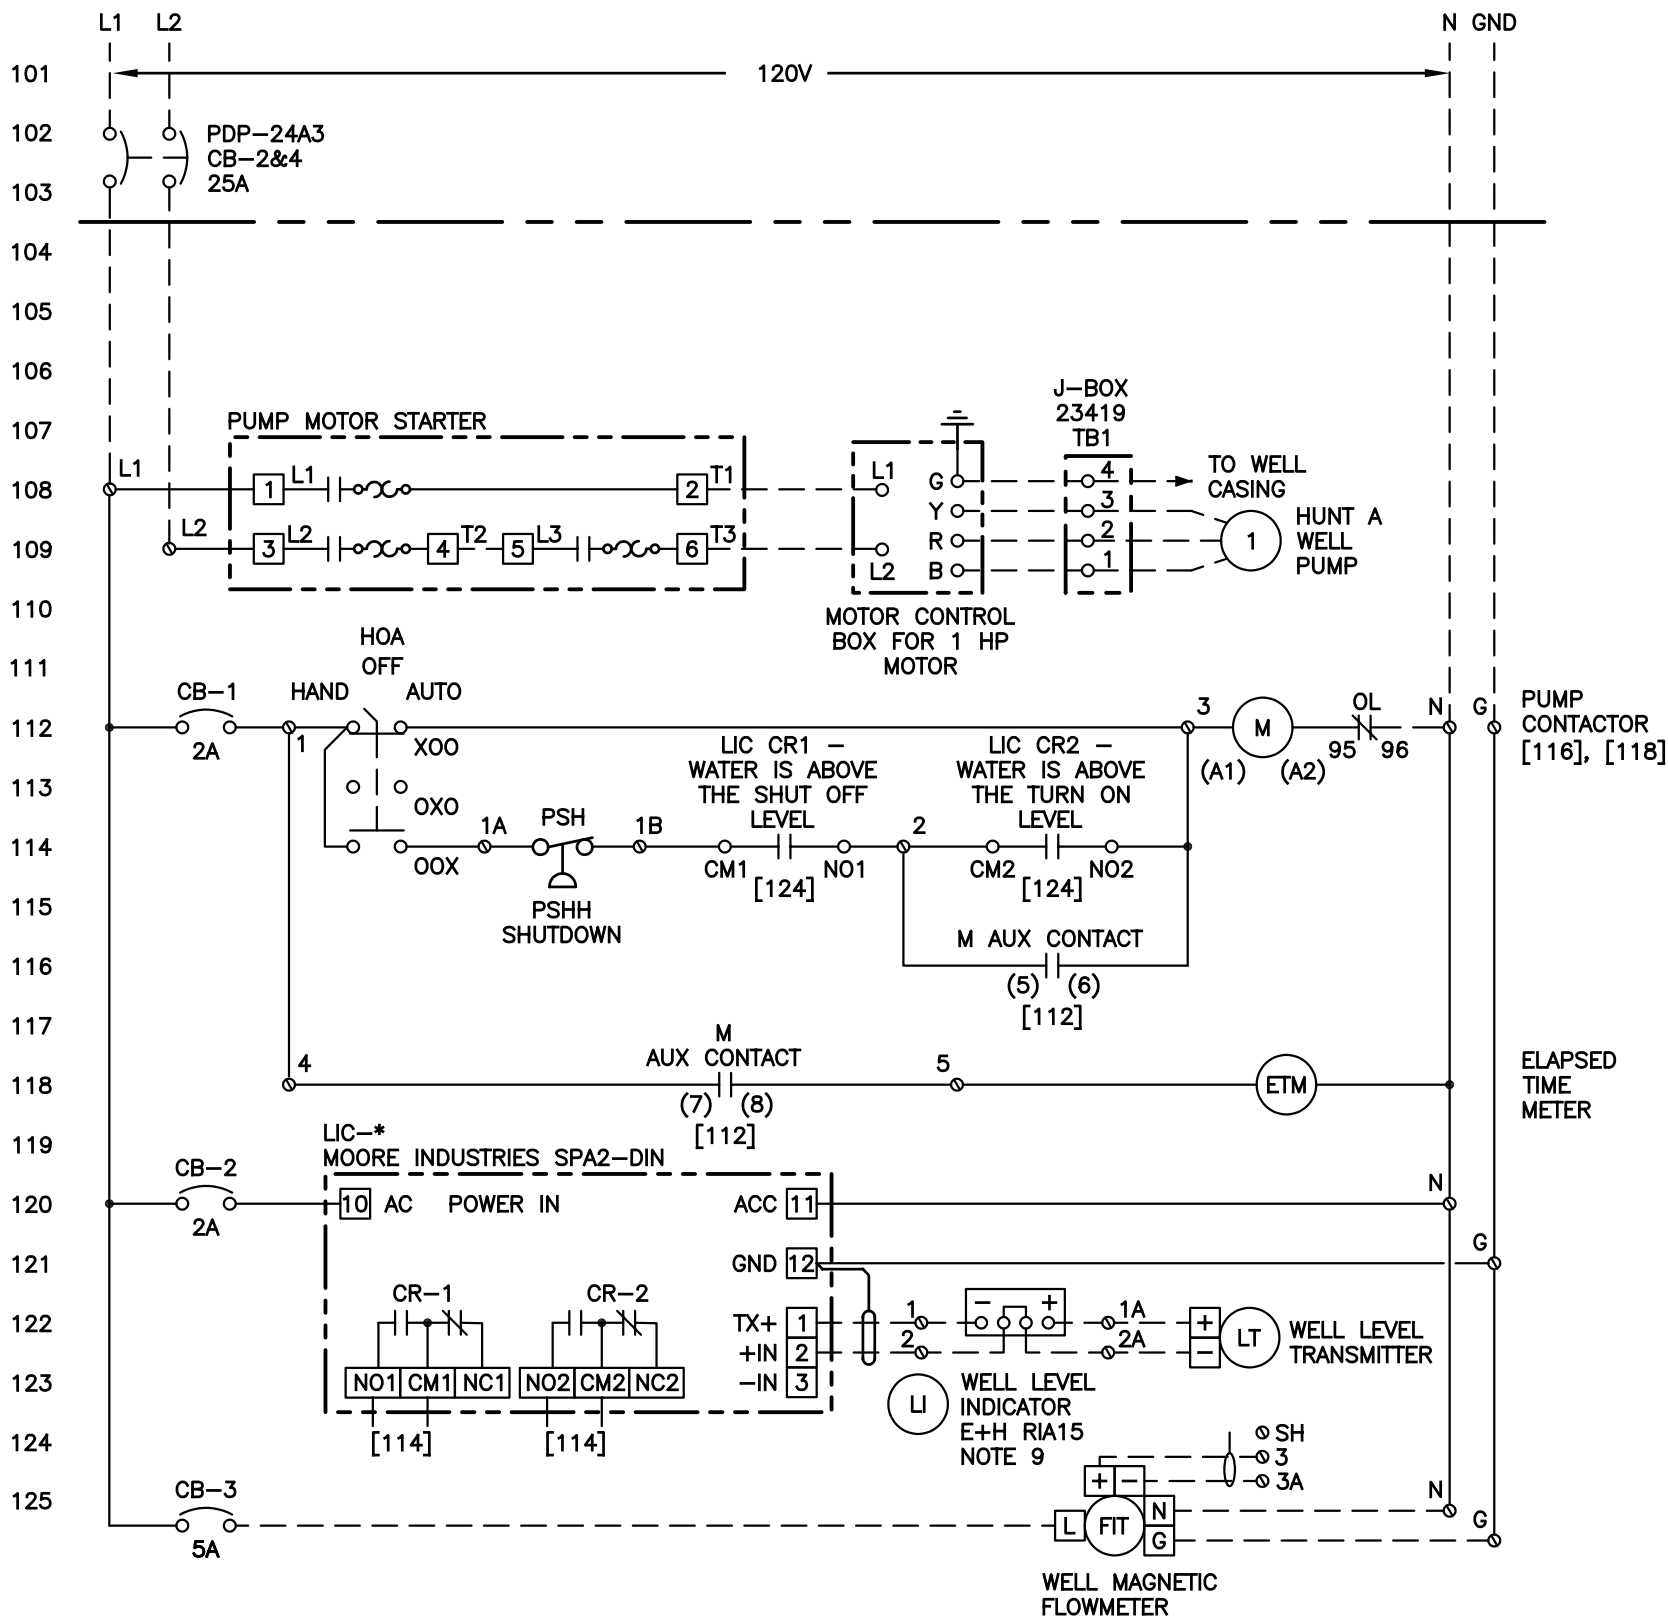 L1 L2 N GND
101 120V
102 PDP-24A3
CB-2&4
103 25A
104
105
106
J-BOX
23419
107 PUMP MOTOR STARTER TB1
L1 1 L1 2 T1 L1 G 4 TO WELL
108 CASING
Y 3
L2 3 L2 4 T2 5 L3 6 T3 R 2 1 HUNT A
109 WELL
L2 B 1 PUMP
110 MOTOR CONTROL
BOX FOR 1 HP
MOTOR
HOA
111 OFF
CB-1 HAND AUTO
112 1 XOO 3 M OL N G PUMP
CONTACTOR
[116], [118]
2A 95 96
(A1) (A2)
LIC CR1 - LIC CR2 -
WATER IS ABOVE WATER IS ABOVE
113 THE SHUT OFF THE TURN ON
LEVEL LEVEL
OXO
114 1A PSH 1B 2
OOX CM1 NO1 CM2 NO2
[124] [124]
115 PSHH
SHUTDOWN
M AUX CONTACT
116
(5) (6)
[112]
117
M
AUX CONTACT
118 4 5 ETM ELAPSED
TIME
METER
(7) (8)
[112]
119 LIC-*
MOORE INDUSTRIES SPA2-DIN
CB-2 N
120 10 AC POWER IN ACC 11
2A
121 GND 12 G
CR-1 CR-2
122 TX+ 1 1 - + 1A + LT WELL LEVEL
TRANSMITTER
+IN 2 2 2A -
123 NO1 CM1 NC1 NO2 CM2 NC2 -IN 3
LI WELL LEVEL
INDICATOR
E+H RIA15
NOTE 9
124 [114] [114] SH
3
3A
+ -
125 CB-3 N
5A L FIT N G
G
WELL MAGNETIC
FLOWMETER